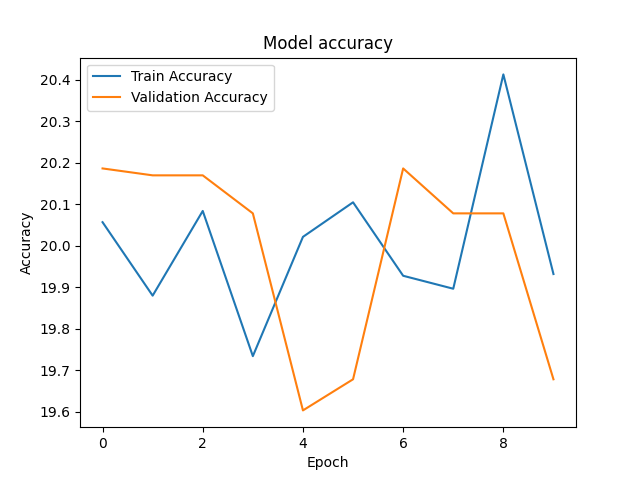 Model accuracy
Train Accuracy
Validation Accuracy
20.4
20.3
20.2
20.1
20.0
19.9
19.8
19.7
19.6
Accuracy
0 2 4 6 8
Epoch